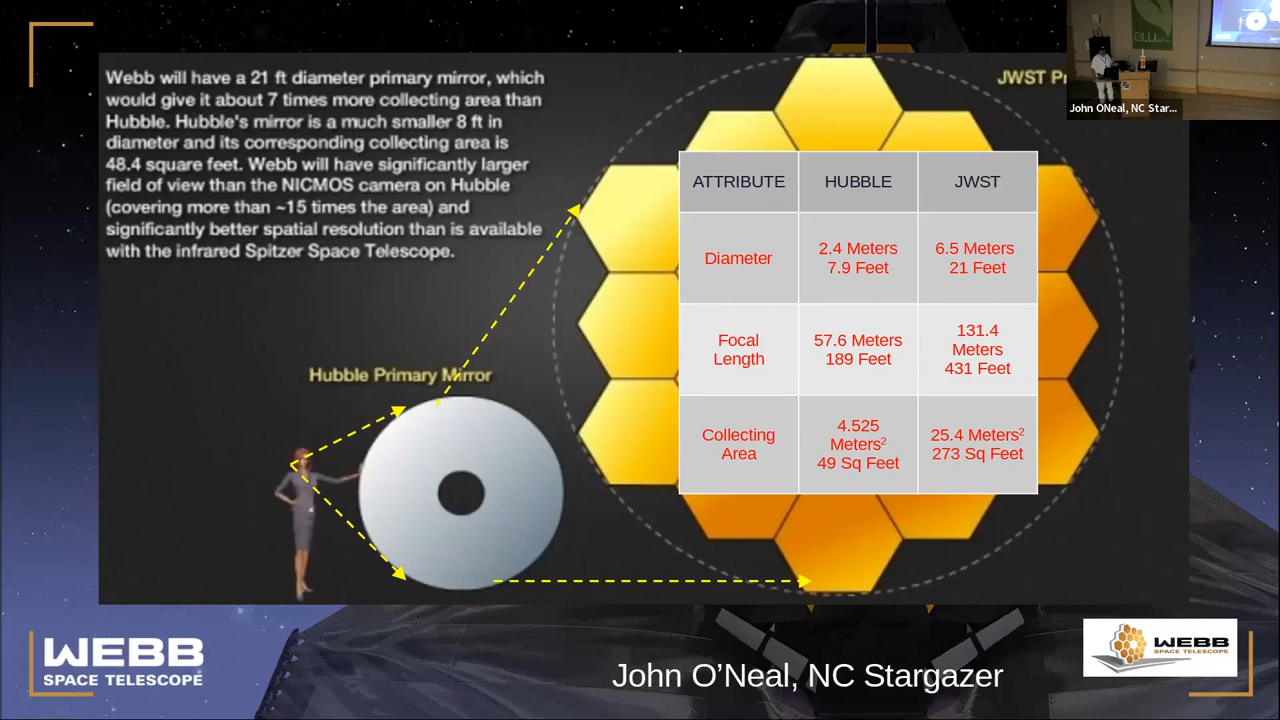 Webb will have a 21 ft diameter primary mirror, which
would give it about 7 times more collecting area than
Hubble. Hubble's mirror is a much smaller 8 ft in
diameter and its corresponding collecting area is
48.4 square feet. Webb will have significantly larger
field of view than the NICMOS camera on Hubble
(covering more than ~15 times the area) and
significantly better spatial resolution than is available
with the infrared Spitzer Space Telescope.
JWST
John ONeal, NC Star...
Hubble Primary Mirror
ATTRIBUTE HUBBLE JWST
Diameter
2.4 Meters
7.9 Feet
6.5 Meters
21 Feet
Focal
Length
57.6 Meters
189 Feet
131.4
Meters
431 Feet
Collecting
Area
4.525
Meters²
49 Sq Feet
25.4 Meters²
273 Sq Feet
WEBB
SPACE TELESCOPE
John O’Neal, NC Stargazer
WEBB
SPACE TELESCOPE